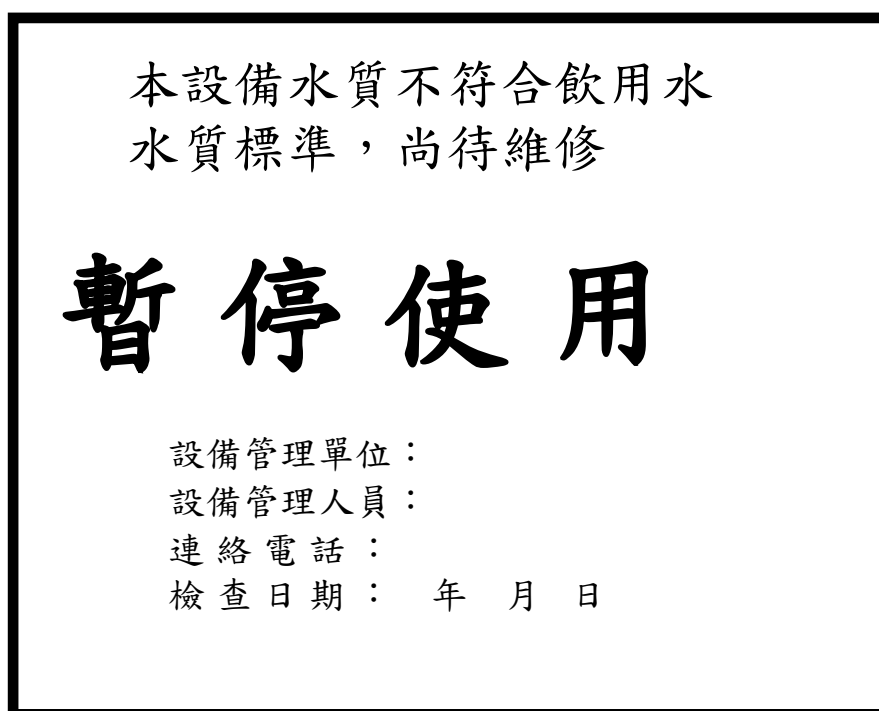 本設備水質不符合飲用水
水質標準，尚待維修
暫停使用
設備管理單位：
設備管理人員：
連絡電話：
檢查日期：　年　月　日